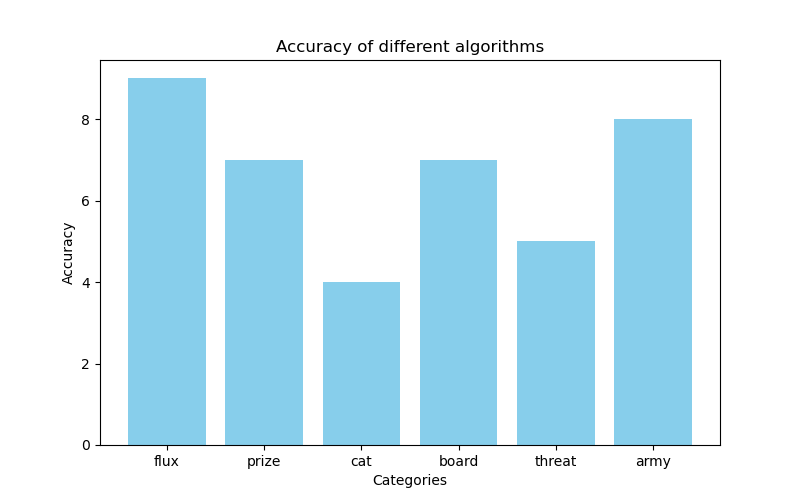 Accuracy of different algorithms
8
6
4
2
0
Accuracy
flux prize cat board threat army
Categories